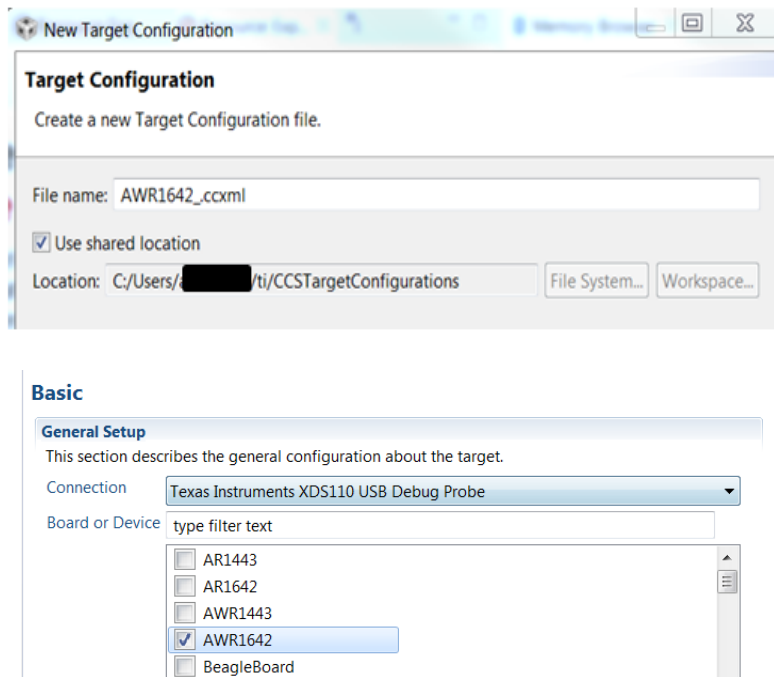 New Target Configuration
Target Configuration
Create a new Target Configuration file.
File name: AWR1642_.ccxml
Use shared location
Location: C:/Users/a /ti/CCSTargetConfigurations File System... Workspace...
Basic
General Setup
This section describes the general configuration about the target.
Connection Texas Instruments XDS110 USB Debug Probe
Board or Device type filter text
AR1443
AR1642
AWR1443
AWR1642
BeagleBoard